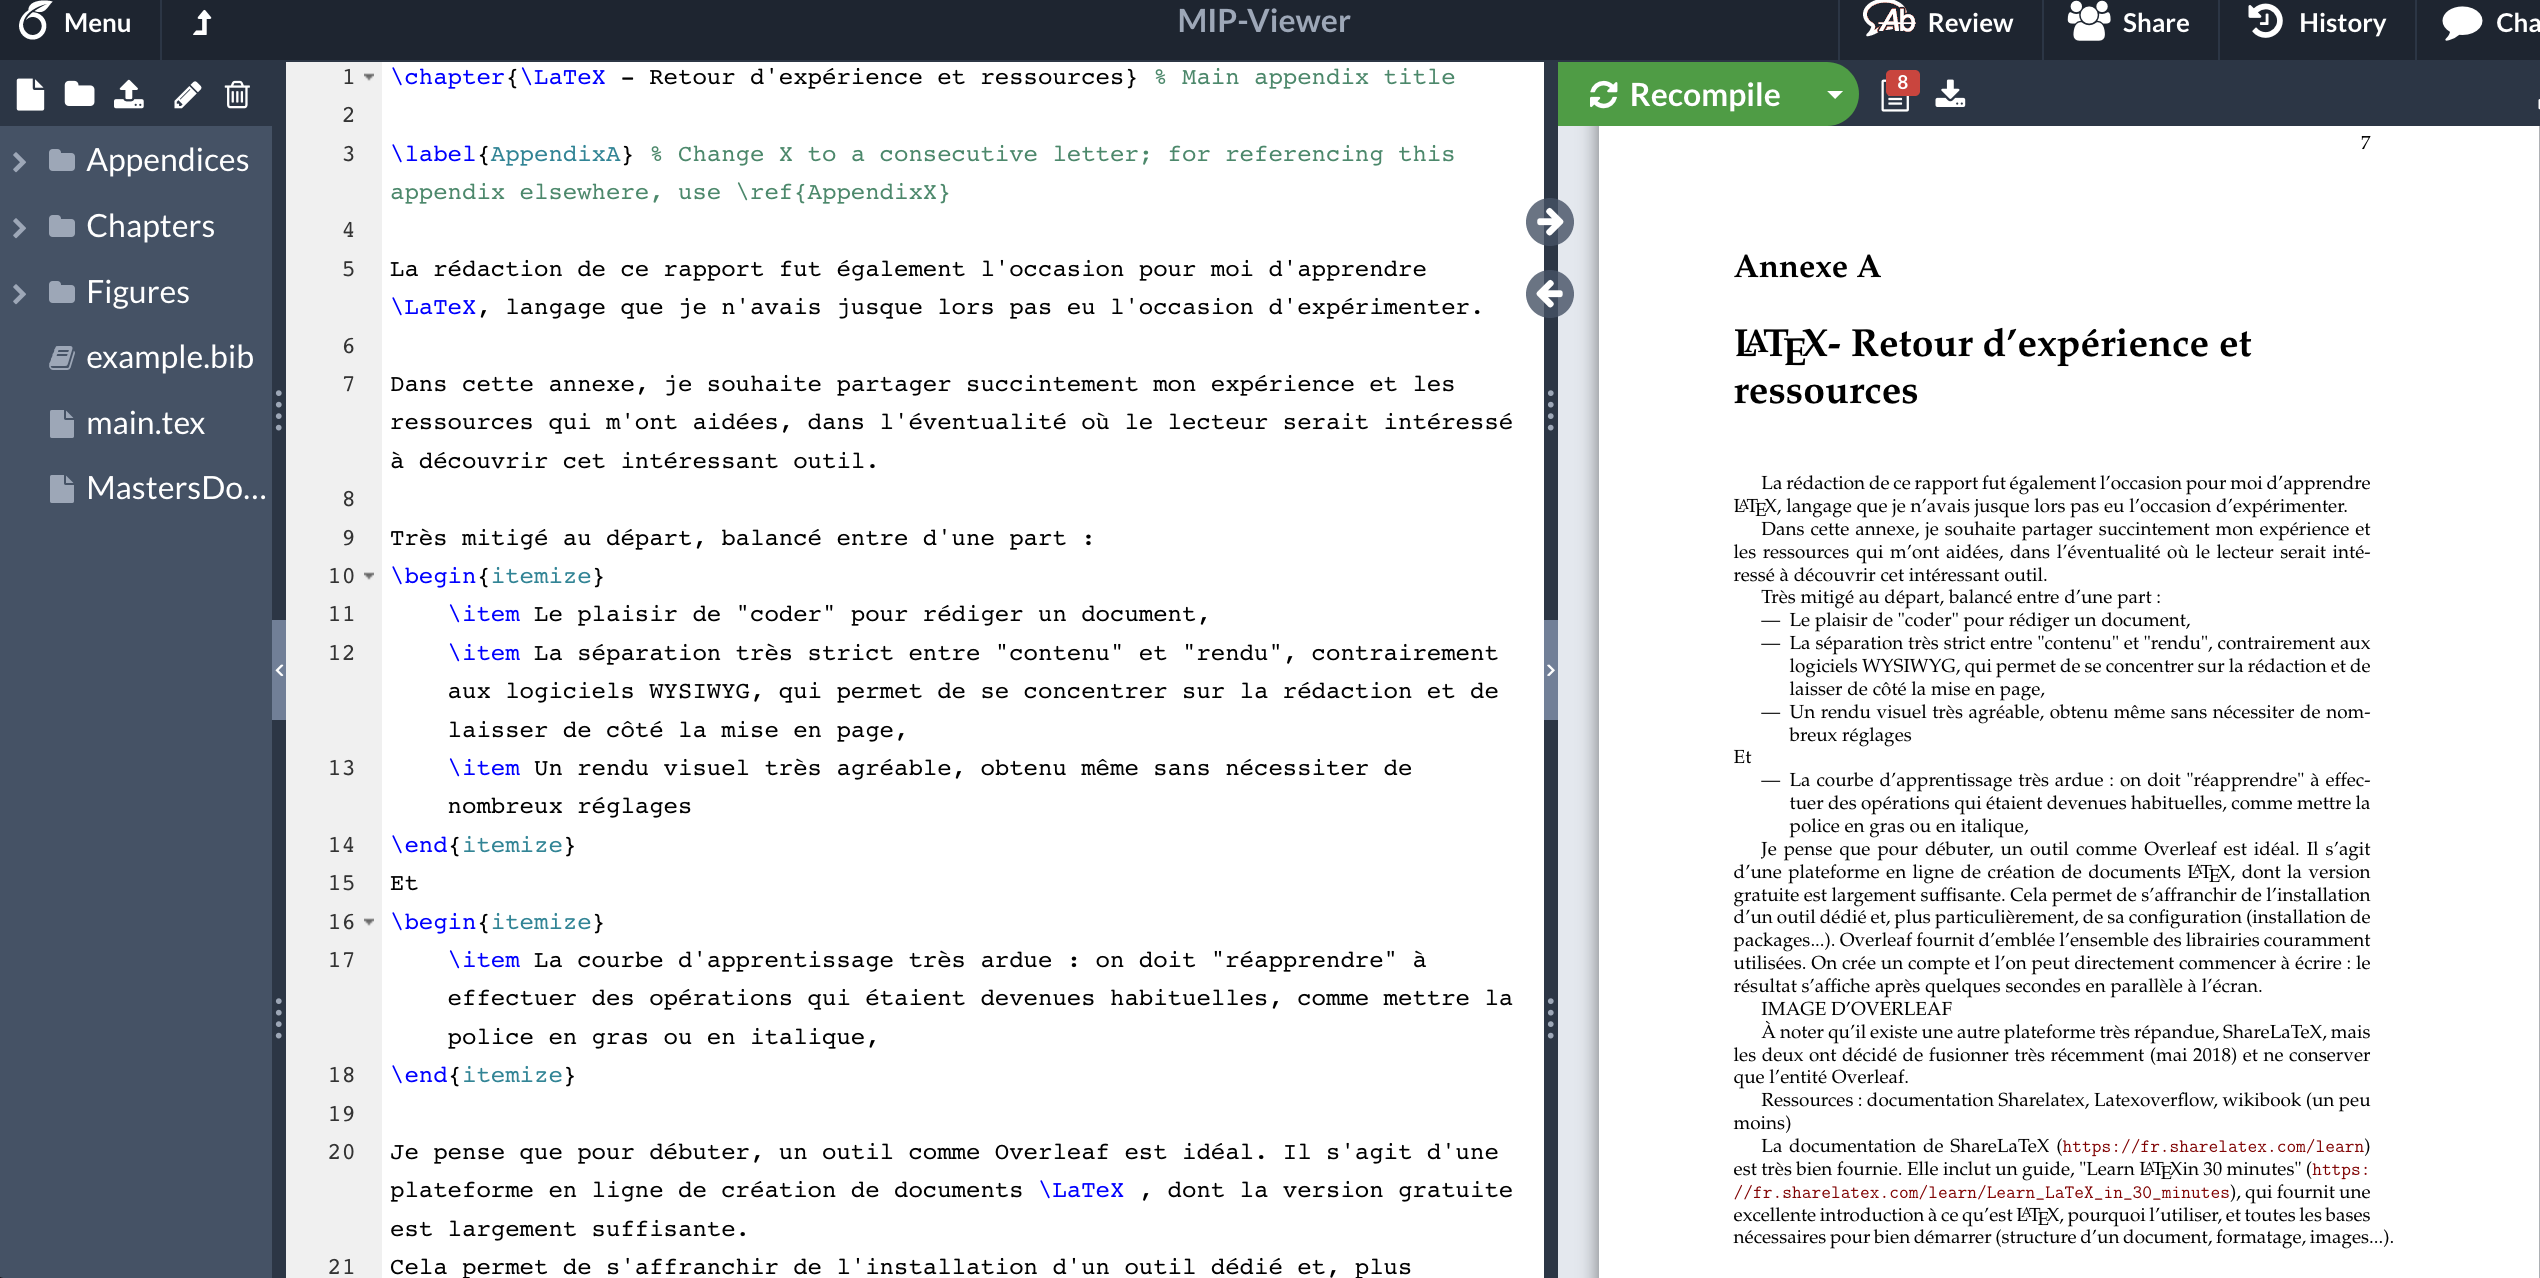 Menu
MIP-Viewer
Ab Review
Share
History
Recompile
8
Appendices
Chapters
Figures
example.bib
main.tex
MastersDo...
1 \chapter{\LaTeX - Retour d'expérience et ressources} % Main appendix title
2
3 \label{AppendixA} % Change X to a consecutive letter; for referencing this
appendix elsewhere, use \ref{AppendixX}
4
5 La rédaction de ce rapport fut également l'occasion pour moi d'apprendre
\LaTeX, langage que je n'avais jusque lors pas eu l'occasion d'expérimenter.
6
7 Dans cette annexe, je souhaite partager succintement mon expérience et les
ressources qui m'ont aidées, dans l'éventualité où le lecteur serait intéressé
à découvrir cet intéressant outil.
8
9 Très mitigé au départ, balancé entre d'une part :
10 \begin{itemize}
11 \item Le plaisir de "coder" pour rédiger un document,
12 \item La séparation très strict entre "contenu" et "rendu", contrairement
aux logiciels WYSIWYG, qui permet de se concentrer sur la rédaction et de
laisser de côté la mise en page,
13 \item Un rendu visuel très agréable, obtenu même sans nécessiter de
nombreux réglages
14 \end{itemize}
15 Et
16 \begin{itemize}
17 \item La courbe d'apprentissage très ardue : on doit "réapprendre" à
effectuer des opérations qui étaient devenues habituelles, comme mettre la
police en gras ou en italique,
18 \end{itemize}
19
20 Je pense que pour débuter, un outil comme Overleaf est idéal. Il s'agit d'une
plateforme en ligne de création de documents \LaTeX , dont la version gratuite
est largement suffisante.
21 Cela permet de s'affranchir de l'installation d'un outil dédié et, plus
7
Annexe A
LATEX- Retour d'expérience et
ressources
La rédaction de ce rapport fut également l'occasion pour moi d'apprendre
LATEX, langage que je n'avais jusque lors pas eu l'occasion d'expérimenter.
Dans cette annexe, je souhaite partager succintement mon expérience et
les ressources qui m'ont aidées, dans l'éventualité où le lecteur serait inté-
ressé à découvrir cet intéressant outil.
Très mitigé au départ, balancé entre d'une part :
— Le plaisir de "coder" pour rédiger un document,
— La séparation très strict entre "contenu" et "rendu", contrairement aux
logiciels WYSIWYG, qui permet de se concentrer sur la rédaction et de
laisser de côté la mise en page,
— Un rendu visuel très agréable, obtenu même sans nécessiter de nom-
breux réglages
Et
— La courbe d'apprentissage très ardue : on doit "réapprendre" à effec-
tuer des opérations qui étaient devenues habituelles, comme mettre la
police en gras ou en italique,
Je pense que pour débuter, un outil comme Overleaf est idéal. Il s'agit
d'une plateforme en ligne de création de documents LATEX, dont la version
gratuite est largement suffisante. Cela permet de s'affranchir de l'installation
d'un outil dédié et, plus particulièrement, de sa configuration (installation de
packages...). Overleaf fournit d'emblée l'ensemble des librairies couramment
utilisées. On crée un compte et l'on peut directement commencer à écrire : le
résultat s'affiche après quelques secondes en parallèle à l'écran.
IMAGE D'OVERLEAF
À noter qu'il existe une autre plateforme très répandue, ShareLaTeX, mais
les deux ont décidé de fusionner très récemment (mai 2018) et ne conserver
que l'entité Overleaf.
Ressources : documentation Sharelatex, Latexoverflow, wikibook (un peu
moins)
La documentation de ShareLaTeX (https://fr.sharelatex.com/learn)
est très bien fournie. Elle inclut un guide, "Learn LATEXin 30 minutes" (https:
//fr.sharelatex.com/learn/Learn_LaTeX_in_30_minutes), qui fournit une
excellente introduction à ce qu'est LATEX, pourquoi l'utiliser, et toutes les bases
nécessaires pour bien démarrer (structure d'un document, formatage, images...).